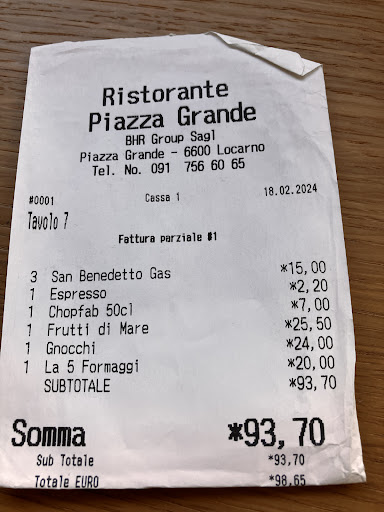 Ristorante
Piazza Grande
BHR Group Sagl
Piazza Grande - 6600 Locarno
Tel. No. 091 756 60 65
#0001 Cassa 1 18.02.2024
Tavolo 7
Fattura parziale #1
3 San Benedetto Gas *15,00
1 Espresso *2,20
1 Chopfab 50cl *7,00
1 Frutti di Mare *25,50
1 Gnocchi *24,00
1 La 5 Formaggi *20,00
SUBTOTALE *93,70
Somma *93,70
Sub Totale *93,70
Totale EURO *98,65